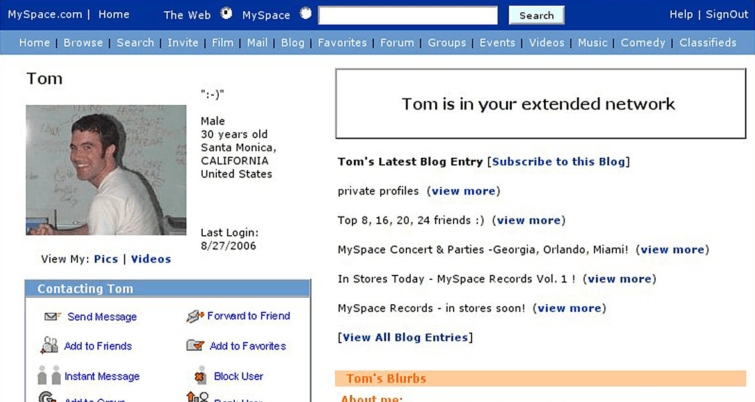 MySpace.com | Home The Web MySpace Search Help | SignOut
Home | Browse | Search | Invite | Film | Mail | Blog | Favorites | Forum | Groups | Events | Videos | Music | Comedy | Classifieds
Tom
":-)"
Male
30 years old
Santa Monica,
CALIFORNIA
United States
Last Login:
8/27/2006
View My: Pics | Videos
Contacting Tom
Send Message
Forward to Friend
Add to Friends
Add to Favorites
Instant Message
Block User
Add to Group
Rank User
Tom is in your extended network
Tom's Latest Blog Entry [Subscribe to this Blog]
private profiles (view more)
Top 8, 16, 20, 24 friends :) (view more)
MySpace Concert & Parties -Georgia, Orlando, Miami! (view more)
In Stores Today - MySpace Records Vol. 1 ! (view more)
MySpace Records - in stores soon! (view more)
[View All Blog Entries]
Tom's Blurbs
About me: